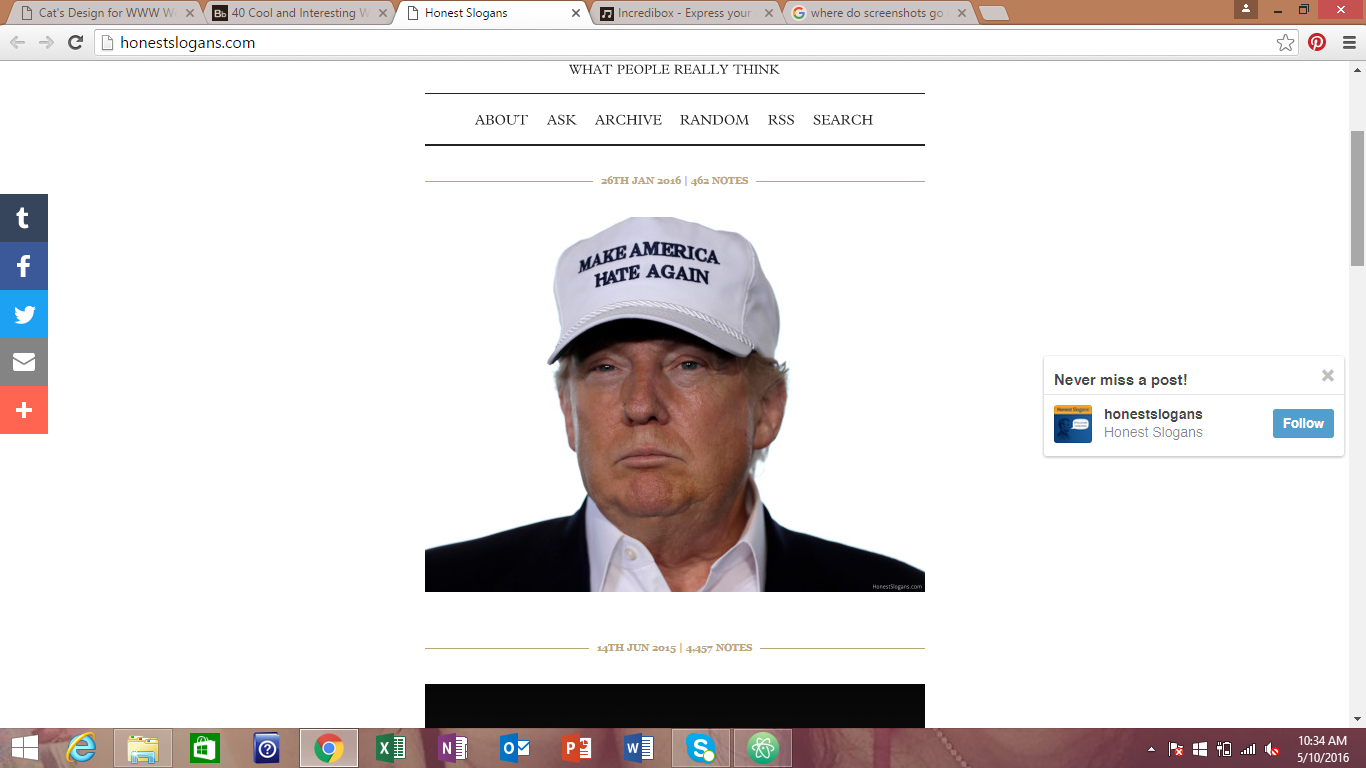 Cat's Design for WWW W
40 Cool and Interesting W
Honest Slogans
Incredibox - Express your
where do screenshots go
honestslogans.com
WHAT PEOPLE REALLY THINK
ABOUT ASK ARCHIVE RANDOM RSS SEARCH
26TH JAN 2016 | 462 NOTES
MAKE AMERICA
HATE AGAIN
HonestSlogans.com
Never miss a post!
honestslogans
Honest Slogans
Follow
14TH JUN 2015 | 4,457 NOTES
10:34 AM
5/10/2016